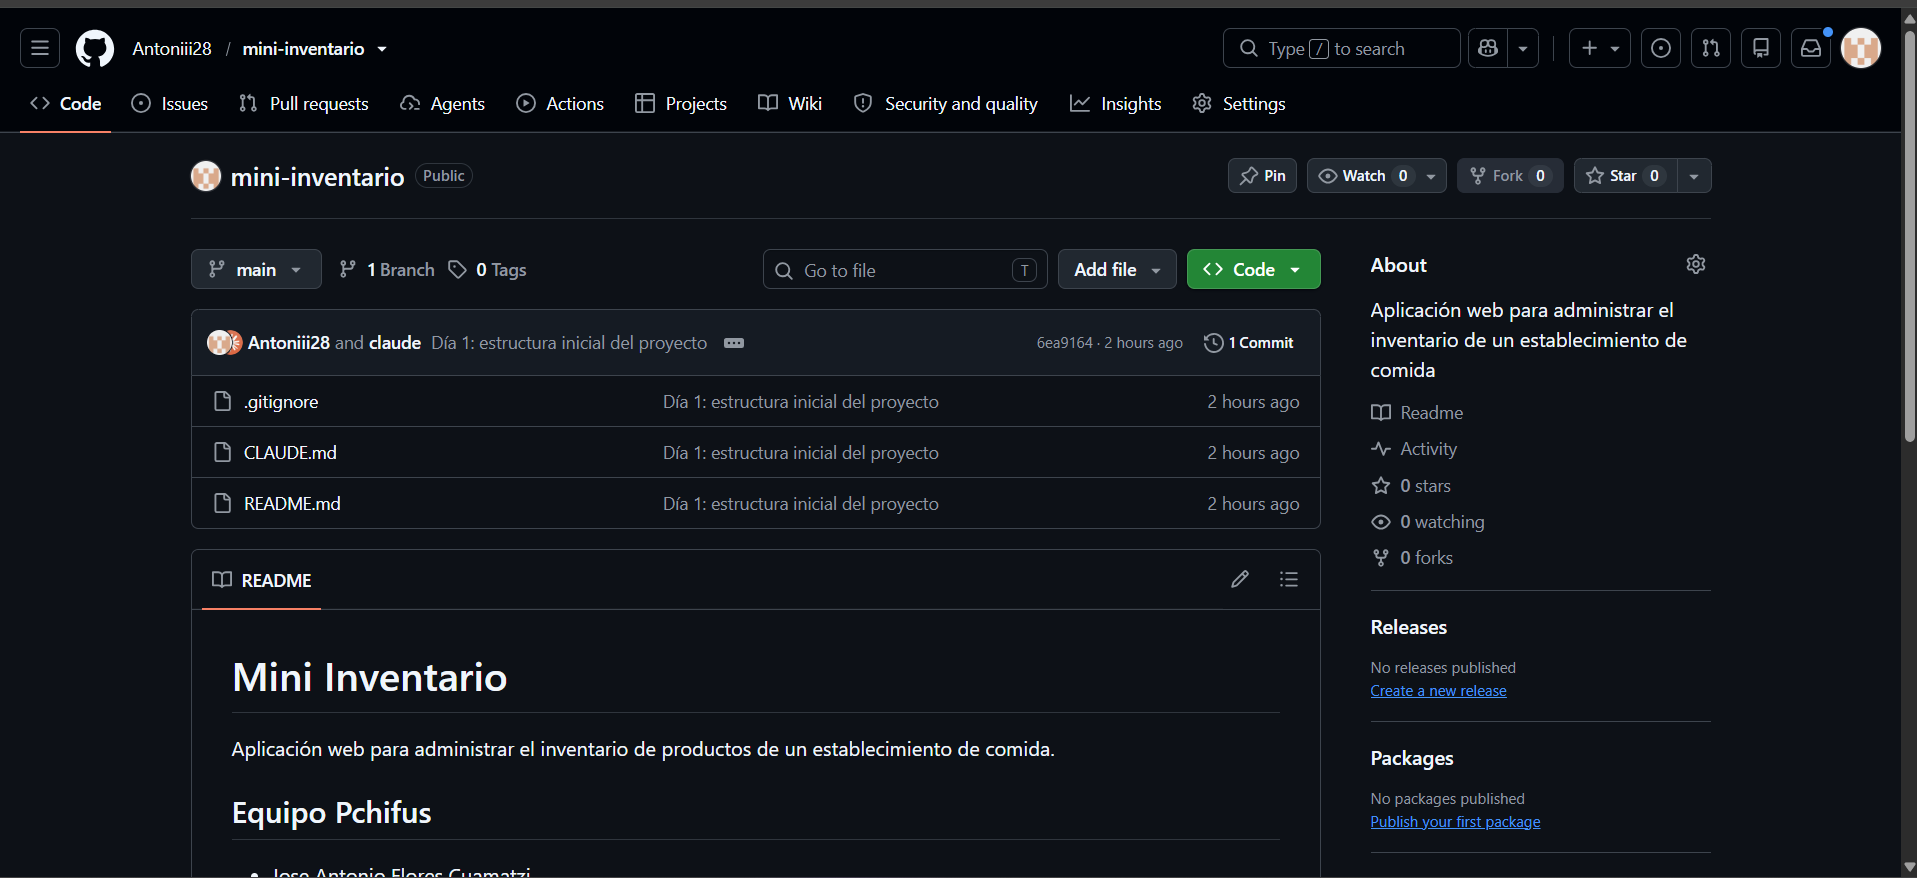 Antoniii28 / mini-inventario
Type / to search
Code
Issues
Pull requests
Agents
Actions
Projects
Wiki
Security and quality
Insights
Settings
mini-inventario Public
Pin
Watch 0
Fork 0
Star 0
main
1 Branch
0 Tags
Go to file T
Add file
Code
Antoniii28 and claude Día 1: estructura inicial del proyecto
6ea9164 · 2 hours ago
1 Commit
.gitignore Día 1: estructura inicial del proyecto 2 hours ago
CLAUDE.md Día 1: estructura inicial del proyecto 2 hours ago
README.md Día 1: estructura inicial del proyecto 2 hours ago
README
Mini Inventario
Aplicación web para administrar el inventario de productos de un establecimiento de comida.
Equipo Pchifus
Jose Antonio Flores Cuamatzi
About
Aplicación web para administrar el
inventario de un establecimiento de
comida
Readme
Activity
0 stars
0 watching
0 forks
Releases
No releases published
Create a new release
Packages
No packages published
Publish your first package